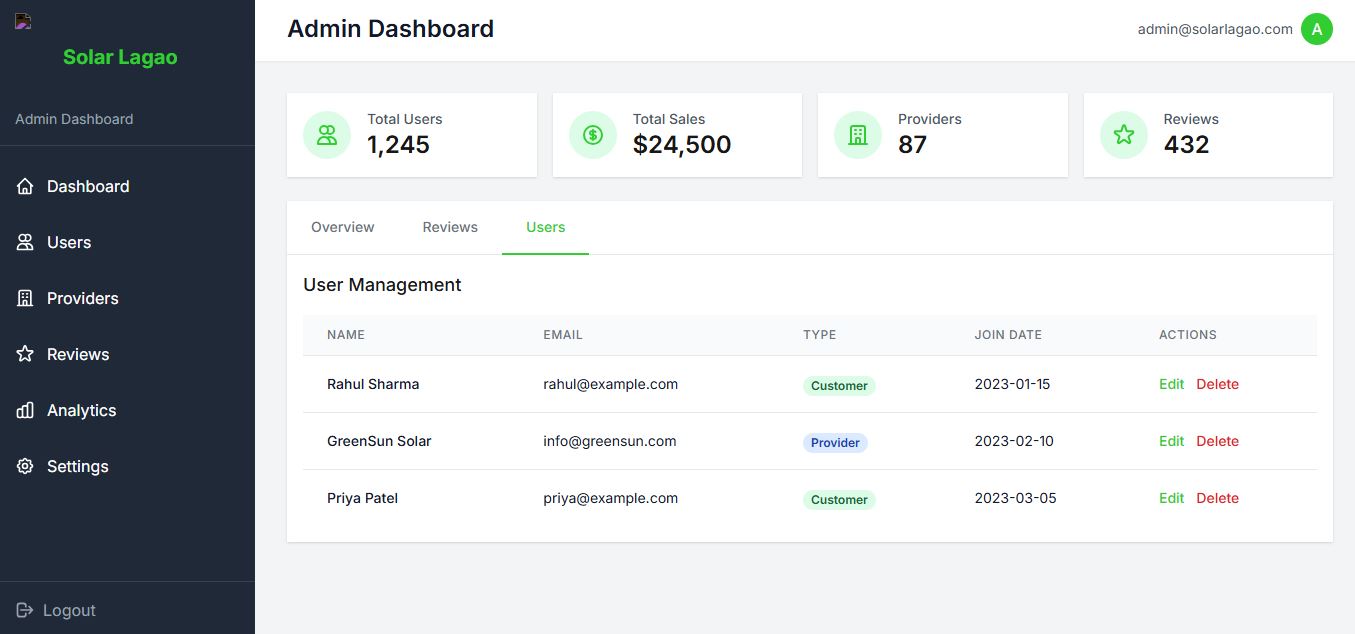 Solar Lagao
Admin Dashboard
Dashboard
Users
Providers
Reviews
Analytics
Settings
Logout
Admin Dashboard
admin@solarlagao.com A
Total Users
1,245
Total Sales
$24,500
Providers
87
Reviews
432
Overview Reviews Users
User Management
NAME EMAIL TYPE JOIN DATE ACTIONS
Rahul Sharma rahul@example.com Customer 2023-01-15 Edit Delete
GreenSun Solar info@greensun.com Provider 2023-02-10 Edit Delete
Priya Patel priya@example.com Customer 2023-03-05 Edit Delete